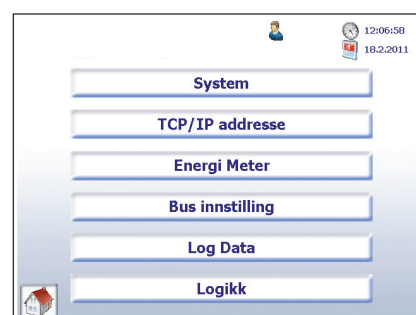 12:06:58
18.2.2011
System
TCP/IP addresse
Energi Meter
Bus innstilling
Log Data
Logikk